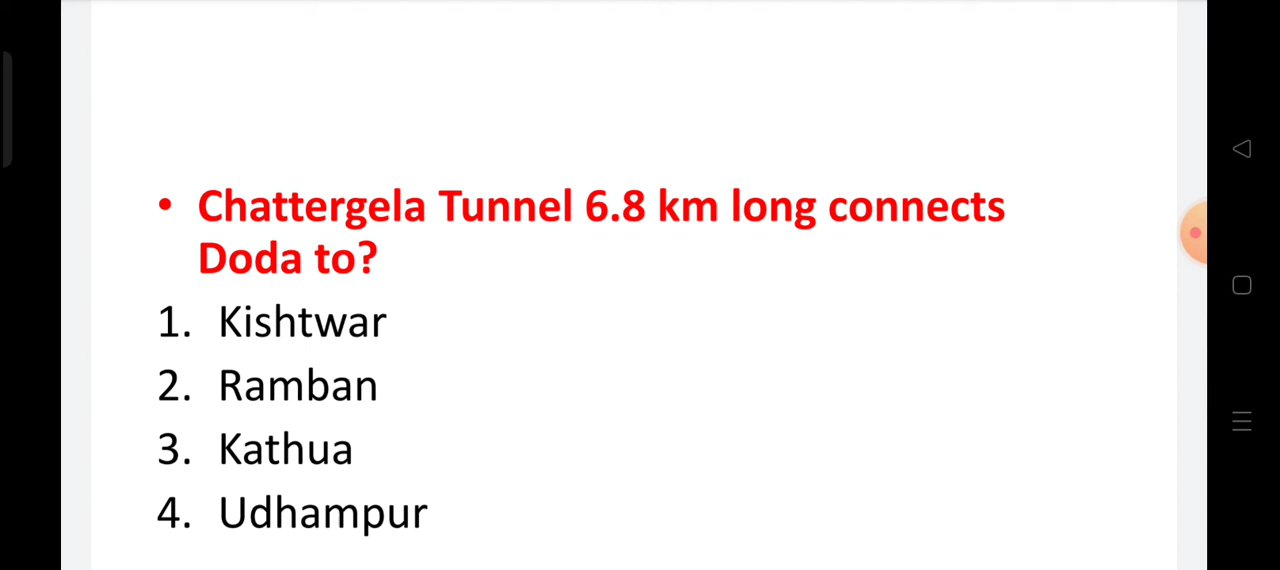 • Chattergela Tunnel 6.8 km long connects
Doda to?
1. Kishtwar
2. Ramban
3. Kathua
4. Udhampur